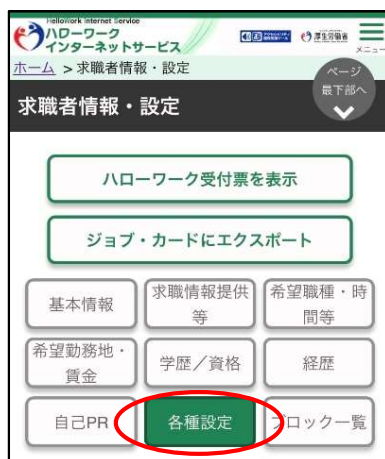 HelloWork Internet Service
ハローワーク
インターネットサービス
厚生労働省
メニュー
ホーム > 求職者情報・設定
ページ
最下部へ
求職者情報・設定
ハローワーク受付票を表示
ジョブ・カードにエクスポート
基本情報
求職情報提供
等
希望職種・時
間等
希望勤務地・
賃金
学歴／資格
経歴
自己PR
各種設定
ブロック一覧